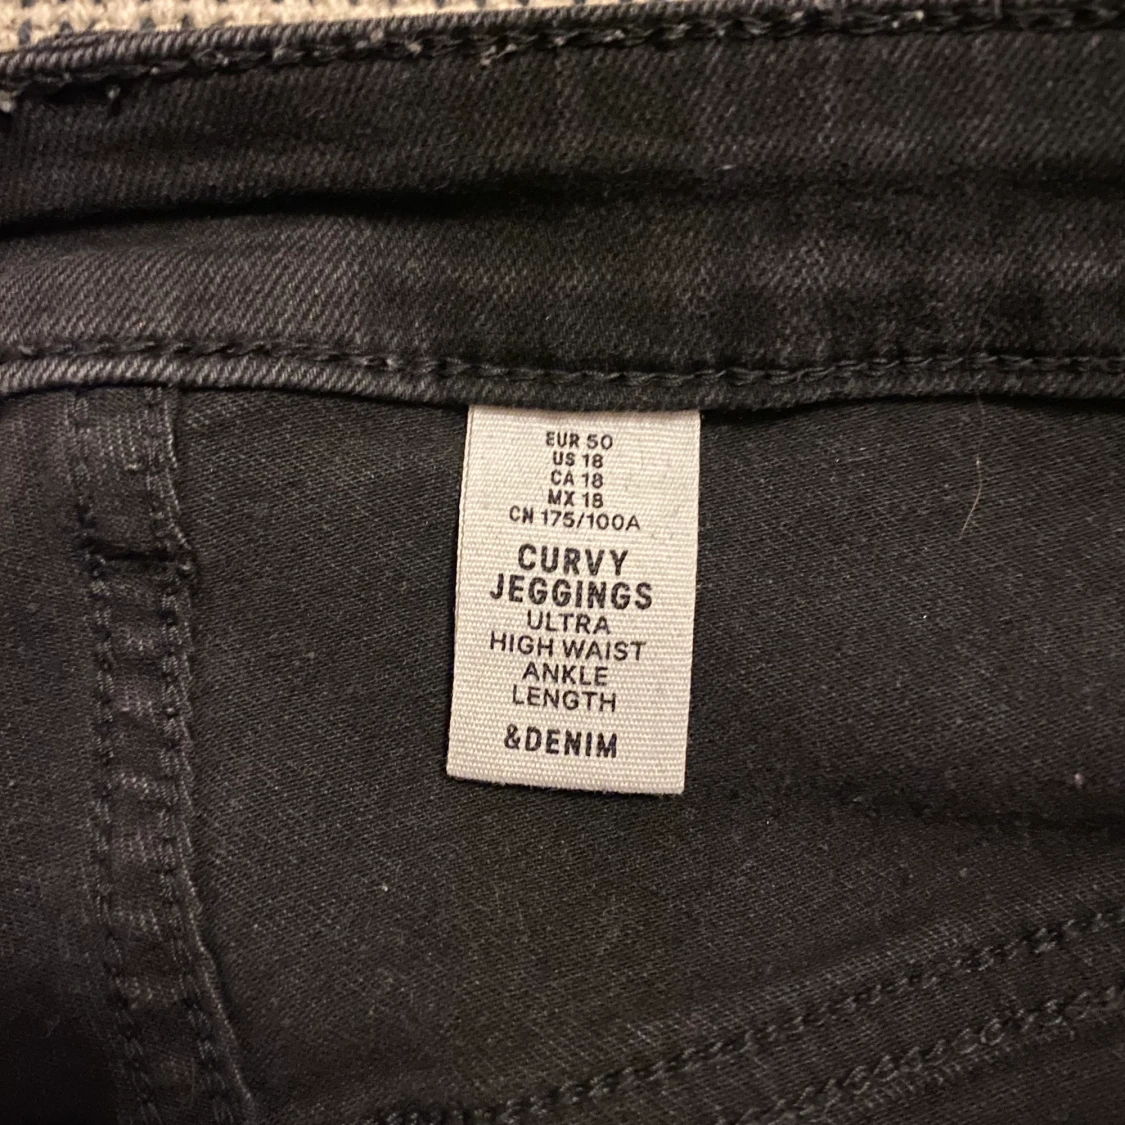 EUR 50
US 18
CA 18
MX 18
CN 175/100A
CURVY
JEGGINGS
ULTRA
HIGH WAIST
ANKLE
LENGTH
&DENIM